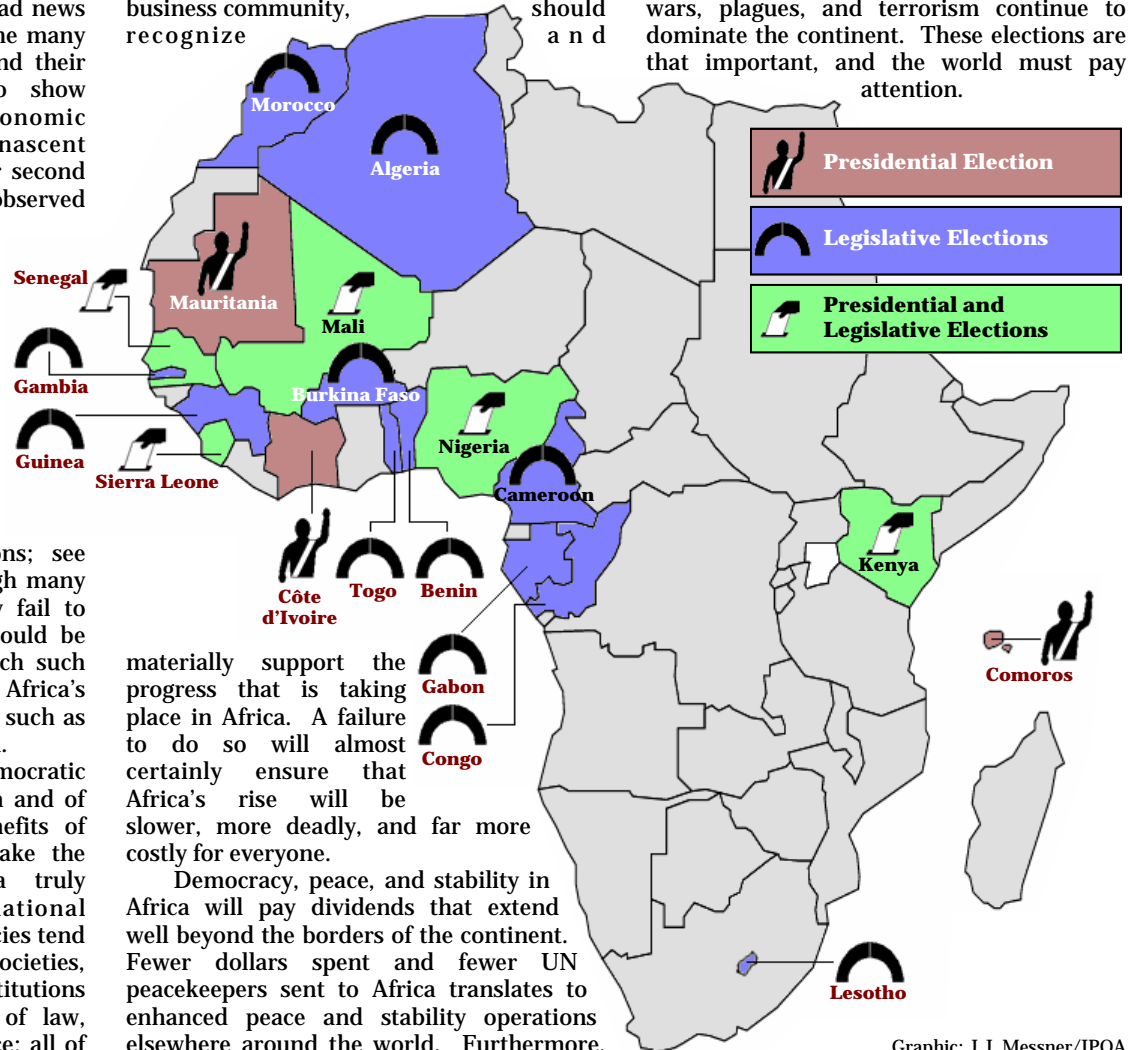 ad news
ne many
nd their
o show
onomic
nascent
r second
observed
ons; see
gh many
y fail to
ould be
ch such
Africa's
such as
mocratic
n and of
nefits of
ake the
a truly
national
cies tend
ocieties,
titutions
of law,
ce; all of
business community, should
recognize and
materially support the
progress that is taking
place in Africa. A failure
to do so will almost
certainly ensure that
Africa's rise will be
slower, more deadly, and far more
costly for everyone.
Democracy, peace, and stability in
Africa will pay dividends that extend
well beyond the borders of the continent.
Fewer dollars spent and fewer UN
peacekeepers sent to Africa translates to
enhanced peace and stability operations
elsewhere around the world. Furthermore,
wars, plagues, and terrorism continue to
dominate the continent. These elections are
that important, and the world must pay
attention.
Presidential Election
Legislative Elections
Presidential and
Legislative Elections
Morocco
Algeria
Senegal
Mauritania
Mali
Gambia
Burkina Faso
Guinea
Sierra Leone
Nigeria
Cameroon
Kenya
Côte
d'Ivoire
Togo
Benin
Gabon
Congo
Comoros
Lesotho
Graphic: J.J. Messner/IPOA